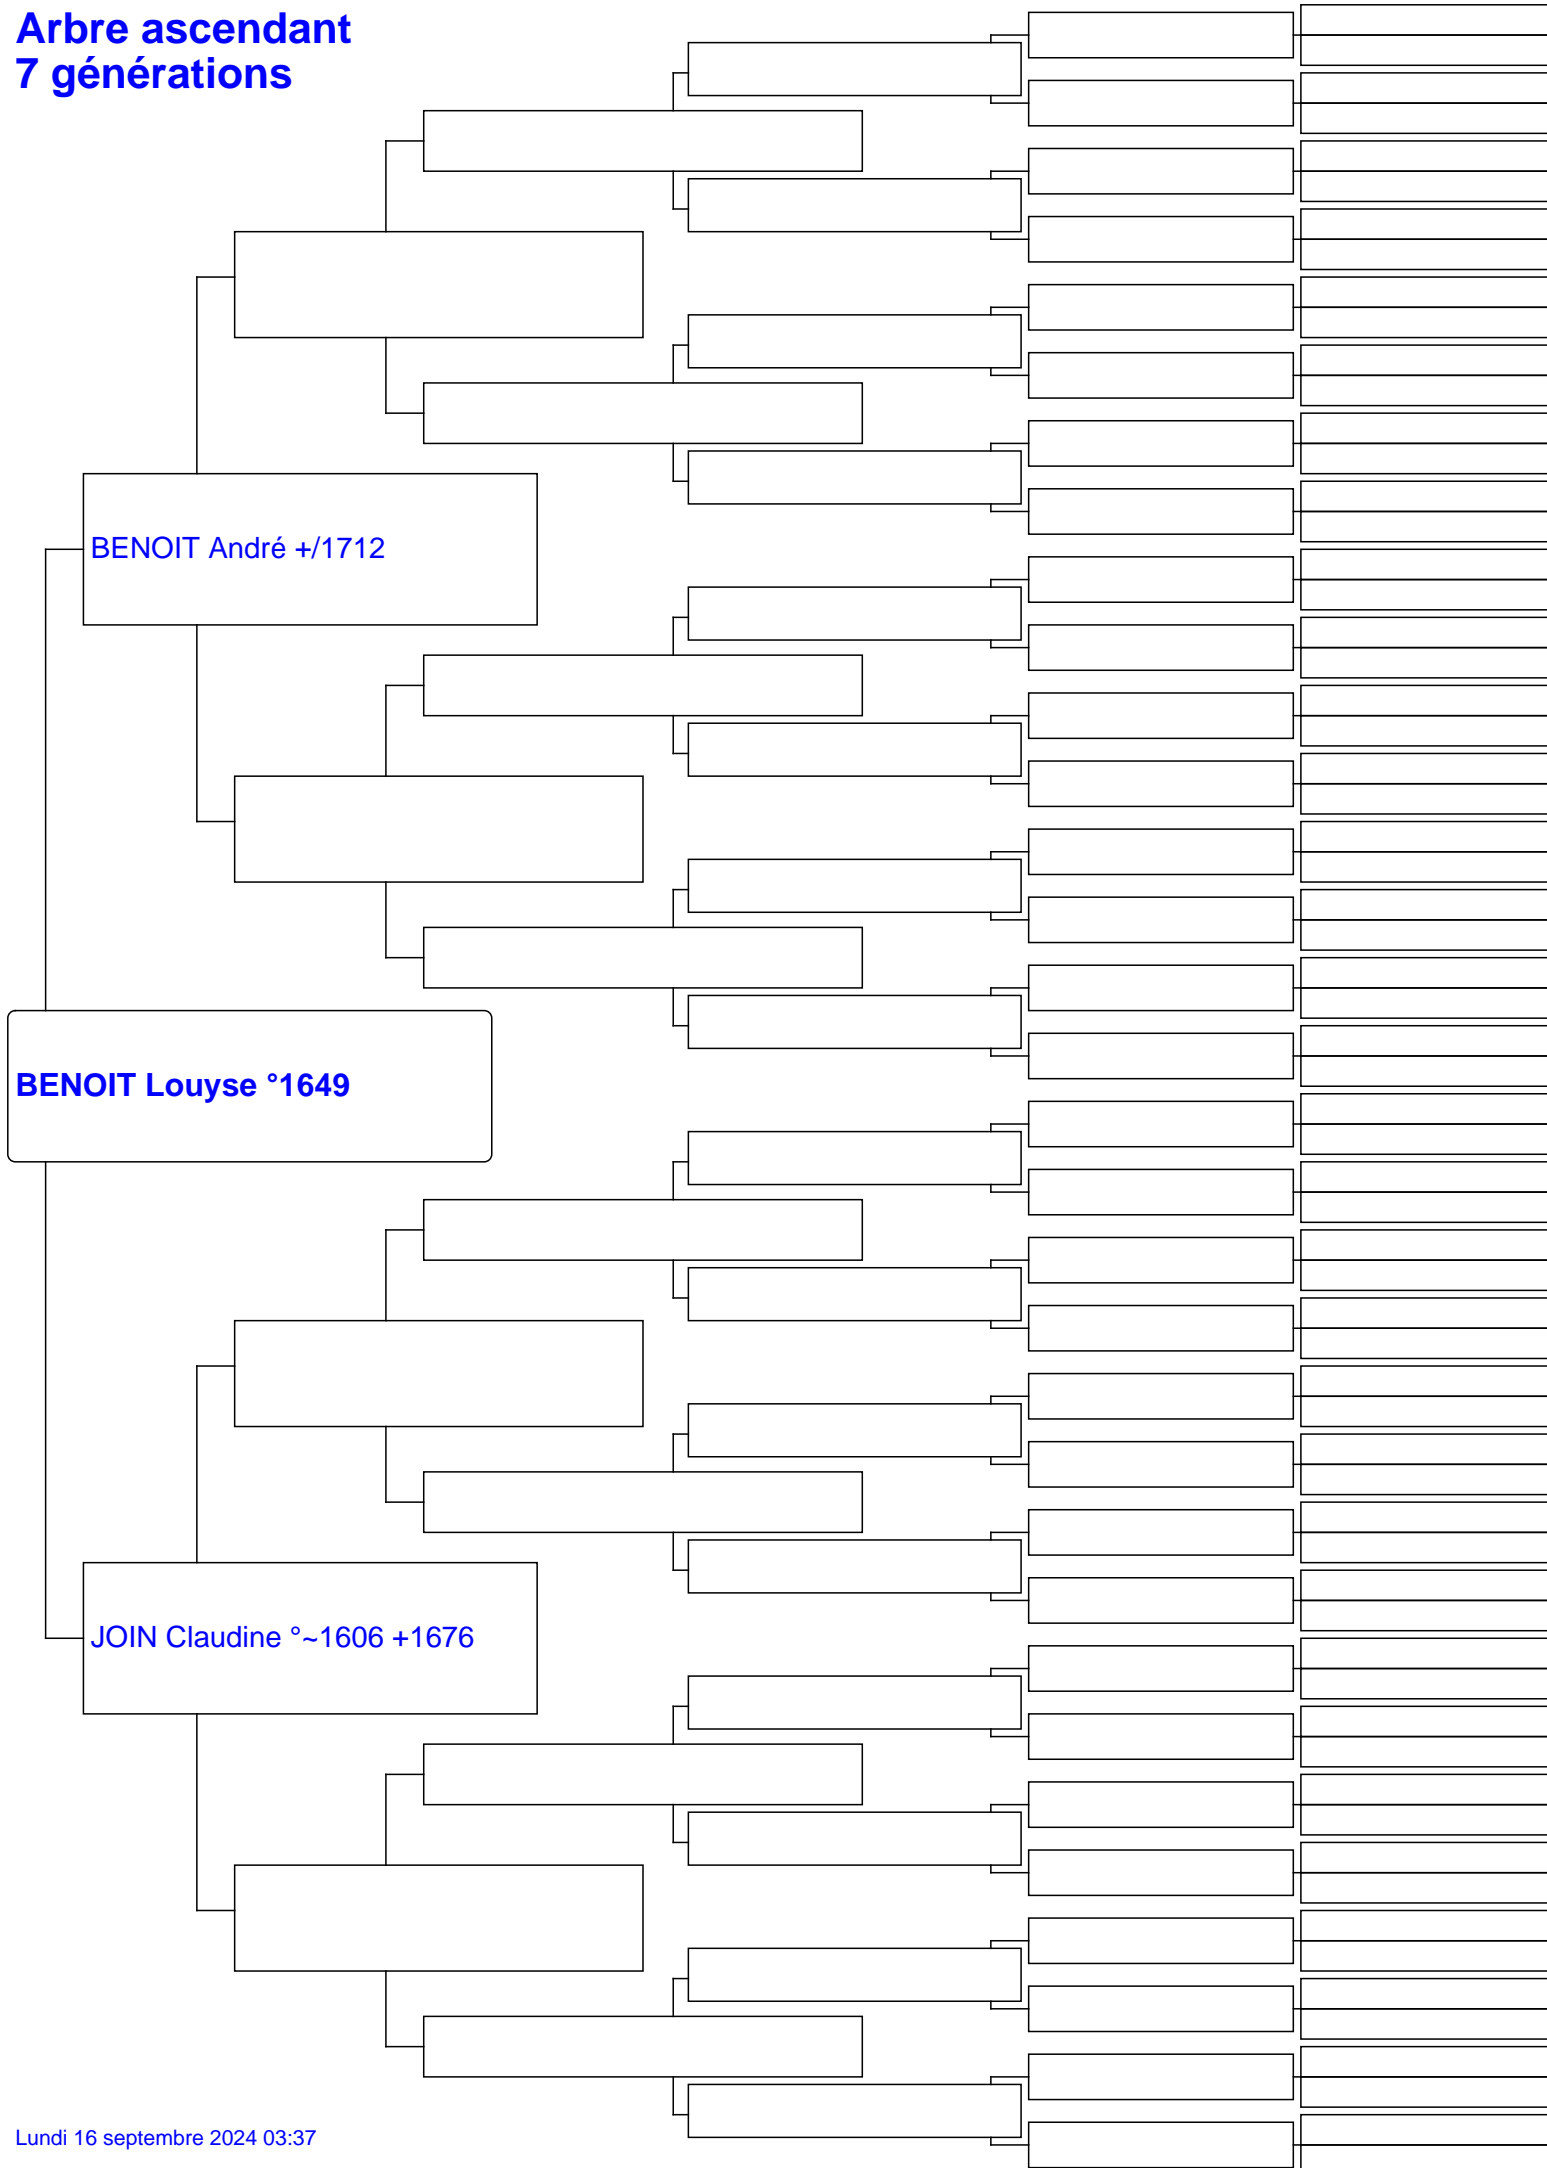 Arbre ascendant
7 générations
BENOIT André +/1712
BENOIT Louyse °1649
JOIN Claudine °~1606 +1676
Lundi 16 septembre 2024 03:37